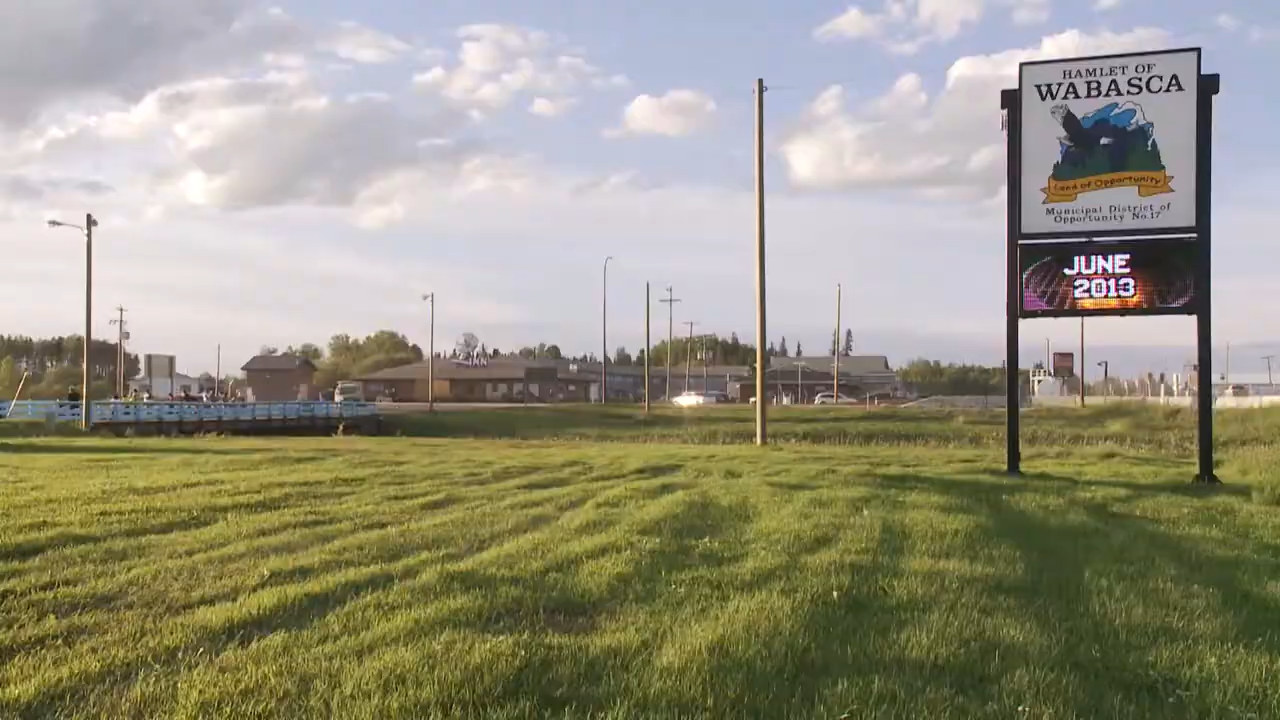 HAMLET OF
WABASCA
Land of Opportunity
Municipal District of
Opportunity No.17
JUNE
2013